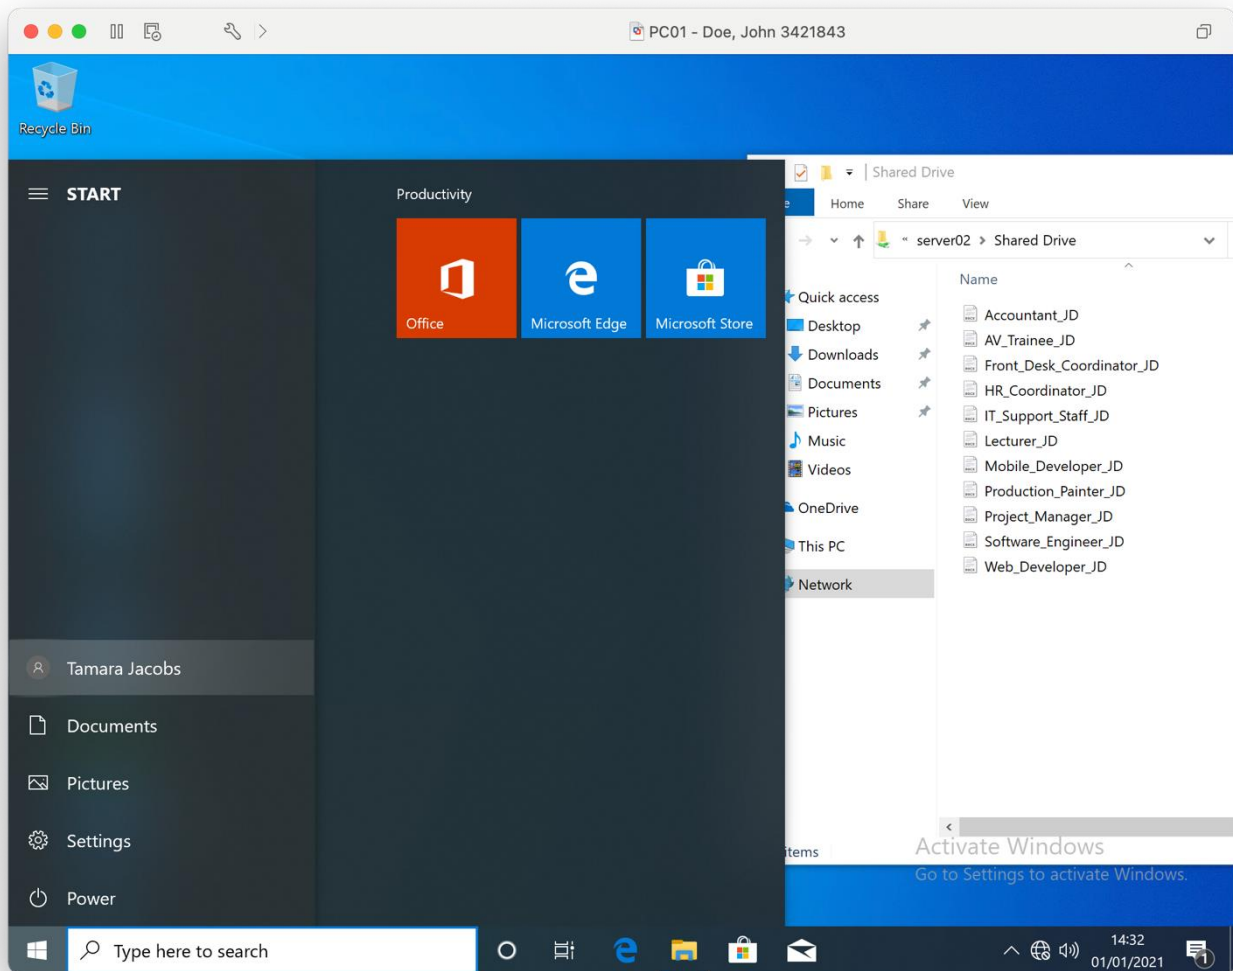 PC01 - Doe, John 3421843
Recycle Bin
START
Productivity
Office
Microsoft Edge
Microsoft Store
Tamara Jacobs
Documents
Pictures
Settings
Power
Shared Drive
Home Share View
« server02 > Shared Drive
Quick access
Desktop
Downloads
Documents
Pictures
Music
Videos
OneDrive
This PC
Network
Name
Accountant_JD
AV_Trainee_JD
Front_Desk_Coordinator_JD
HR_Coordinator_JD
IT_Support_Staff_JD
Lecturer_JD
Mobile_Developer_JD
Production_Painter_JD
Project_Manager_JD
Software_Engineer_JD
Web_Developer_JD
items
Activate Windows
Go to Settings to activate Windows.
Type here to search
14:32
01/01/2021
1